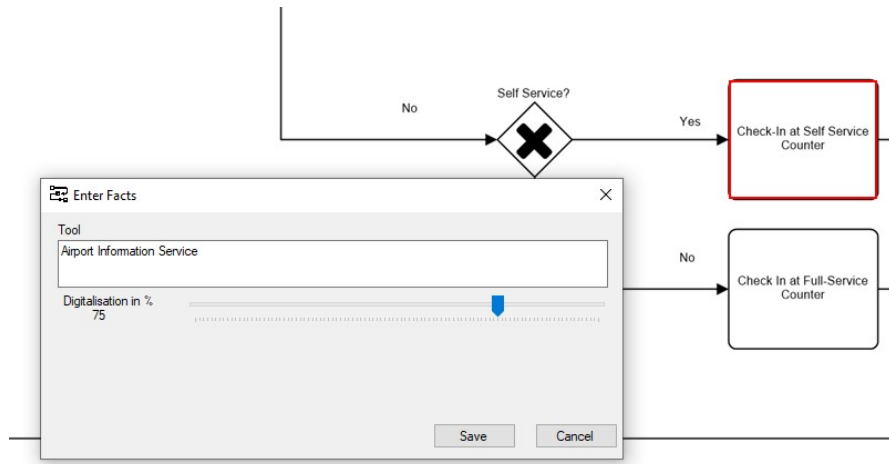 Self Service?
No
Yes
Check-In at Self Service
Counter
Enter Facts
Tool
Airport Information Service
Digitalisation in %
75
No
Check In at Full-Service
Counter
Save
Cancel